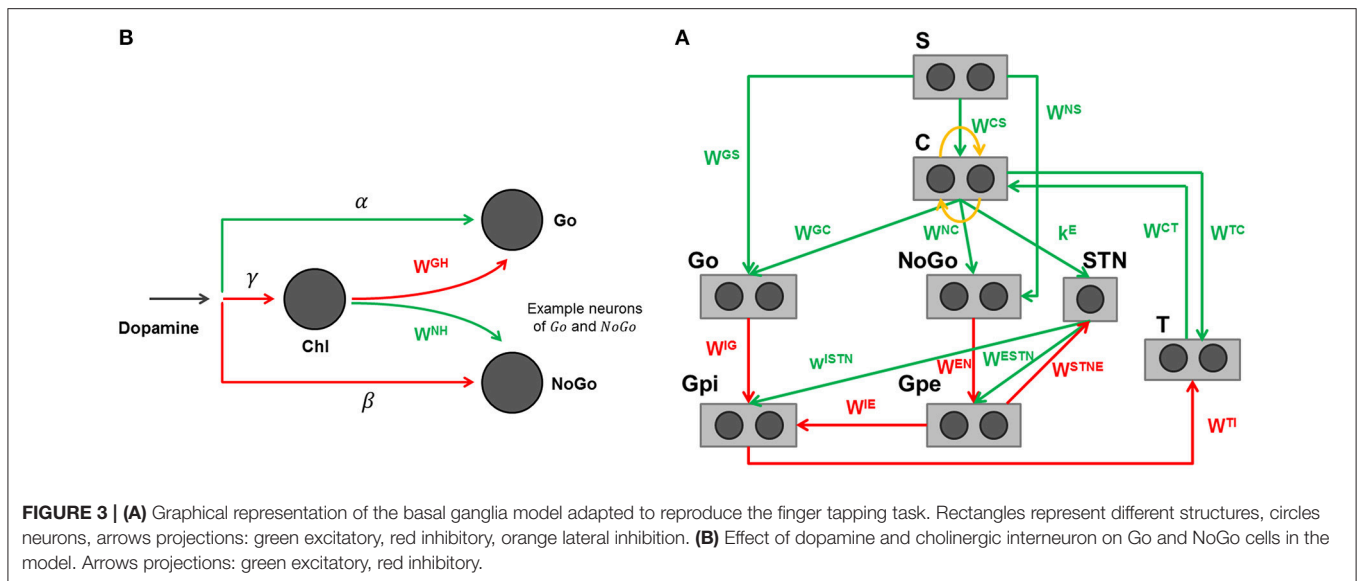 B
α
Go
W^GH
γ
Example neurons
of Go and NoGo
Dopamine
Chl
W^NH
NoGo
β
A
S
W^NS
W^CS
C
W^GS
W^GC
W^NC
k^E
W^CT
W^TC
Go
NoGo
STN
T
W^IG
w^ISTN
W^EN
W^ESTN
W^STNE
Gpi
Gpe
W^IE
W^TI
FIGURE 3 | (A) Graphical representation of the basal ganglia model adapted to reproduce the finger tapping task. Rectangles represent different structures, circles
neurons, arrows projections: green excitatory, red inhibitory, orange lateral inhibition. (B) Effect of dopamine and cholinergic interneuron on Go and NoGo cells in the
model. Arrows projections: green excitatory, red inhibitory.